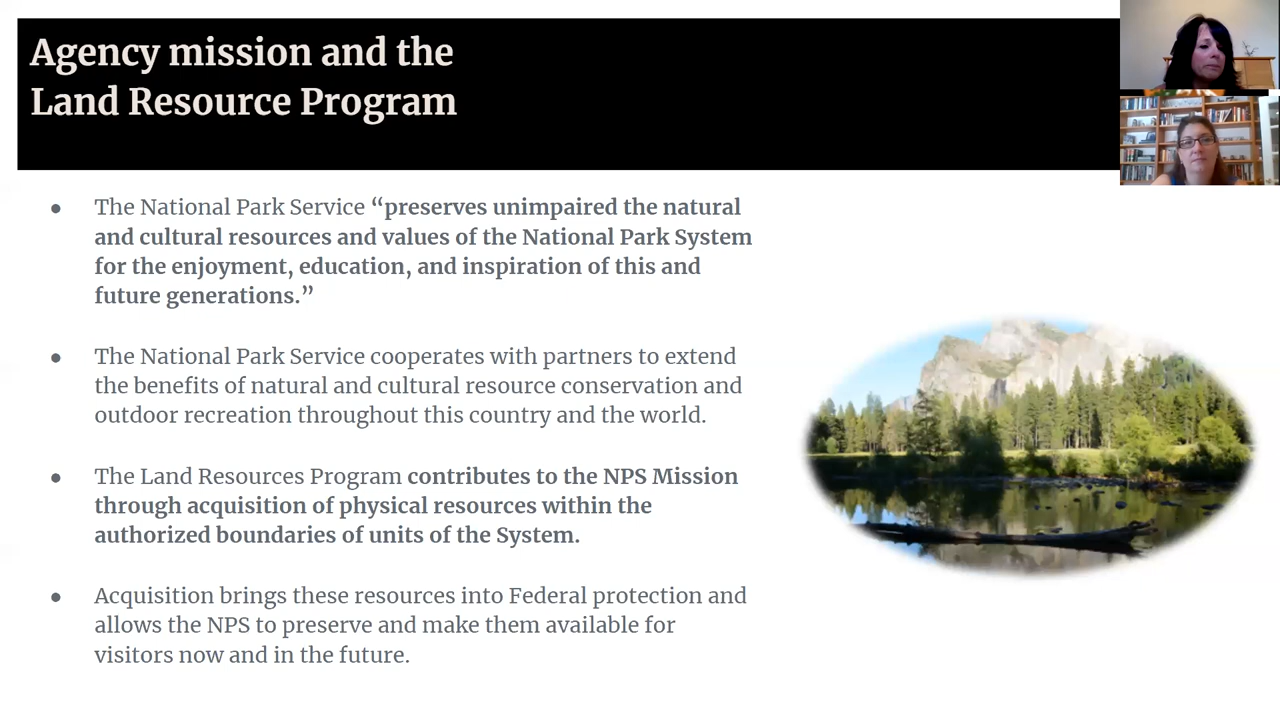 Agency mission and the
Land Resource Program
● The National Park Service “preserves unimpaired the natural
and cultural resources and values of the National Park System
for the enjoyment, education, and inspiration of this and
future generations.”
● The National Park Service cooperates with partners to extend
the benefits of natural and cultural resource conservation and
outdoor recreation throughout this country and the world.
● The Land Resources Program contributes to the NPS Mission
through acquisition of physical resources within the
authorized boundaries of units of the System.
● Acquisition brings these resources into Federal protection and
allows the NPS to preserve and make them available for
visitors now and in the future.